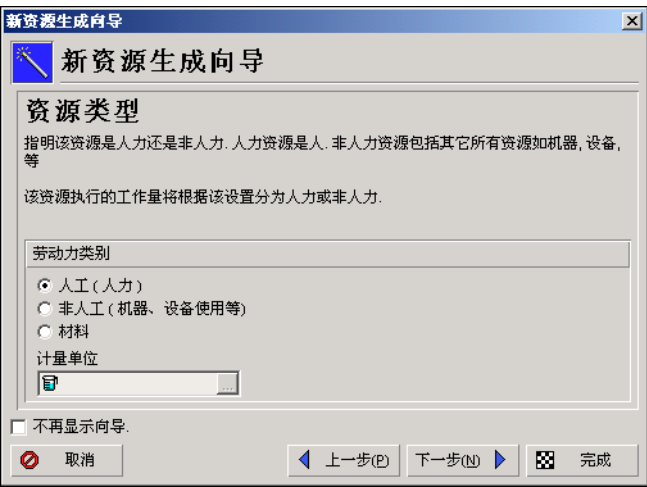 新资源生成向导
新资源生成向导
资源类型
指明该资源是人力还是非人力. 人力资源是人. 非人力资源包括其它所有资源如机器, 设备,
等
该资源执行的工作量将根据该设置分为人力或非人力.
劳动力类别
人工 ( 人力 )
非人工 ( 机器、设备使用等)
材料
计量单位
...
不再显示向导.
取消 上一步(P) 下一步(N) 完成